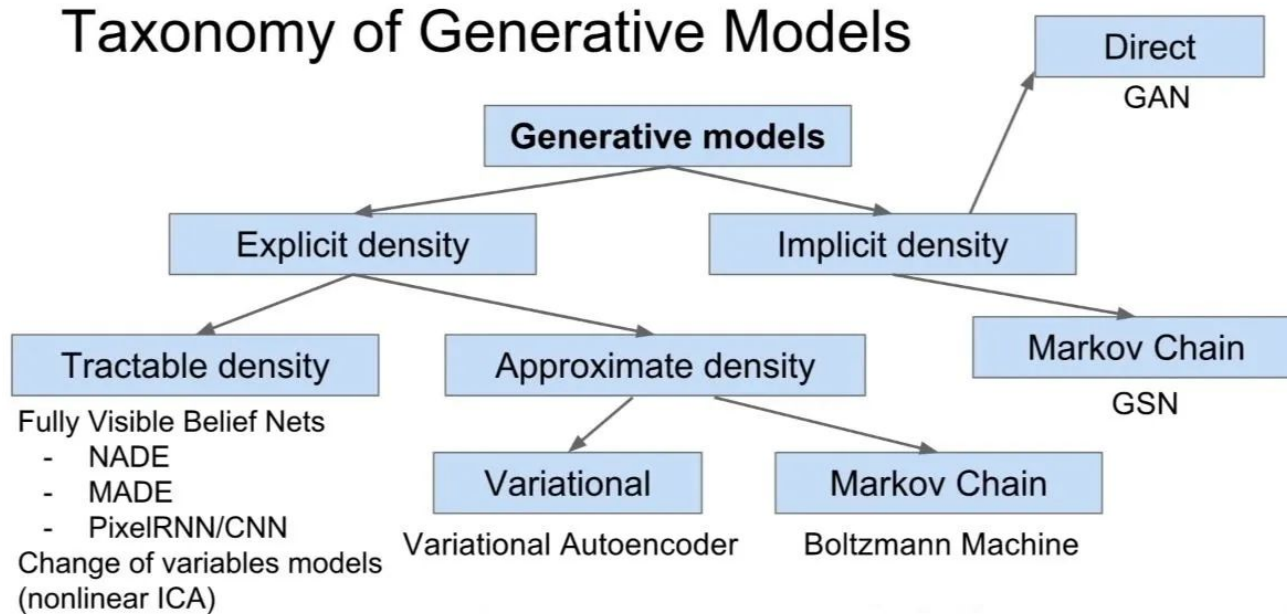 Taxonomy of Generative Models
Direct
GAN
Generative models
Explicit density
Implicit density
Tractable density
Approximate density
Markov Chain
GSN
Fully Visible Belief Nets
- NADE
- MADE
- PixelRNN/CNN
Change of variables models
(nonlinear ICA)
Variational
Markov Chain
Variational Autoencoder
Boltzmann Machine